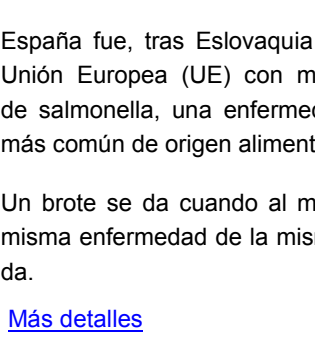 España fue, tras Eslovaquia
Unión Europea (UE) con m
de salmonella, una enferme
más común de origen aliment
Un brote se da cuando al m
misma enfermedad de la mis
da.
Más detalles